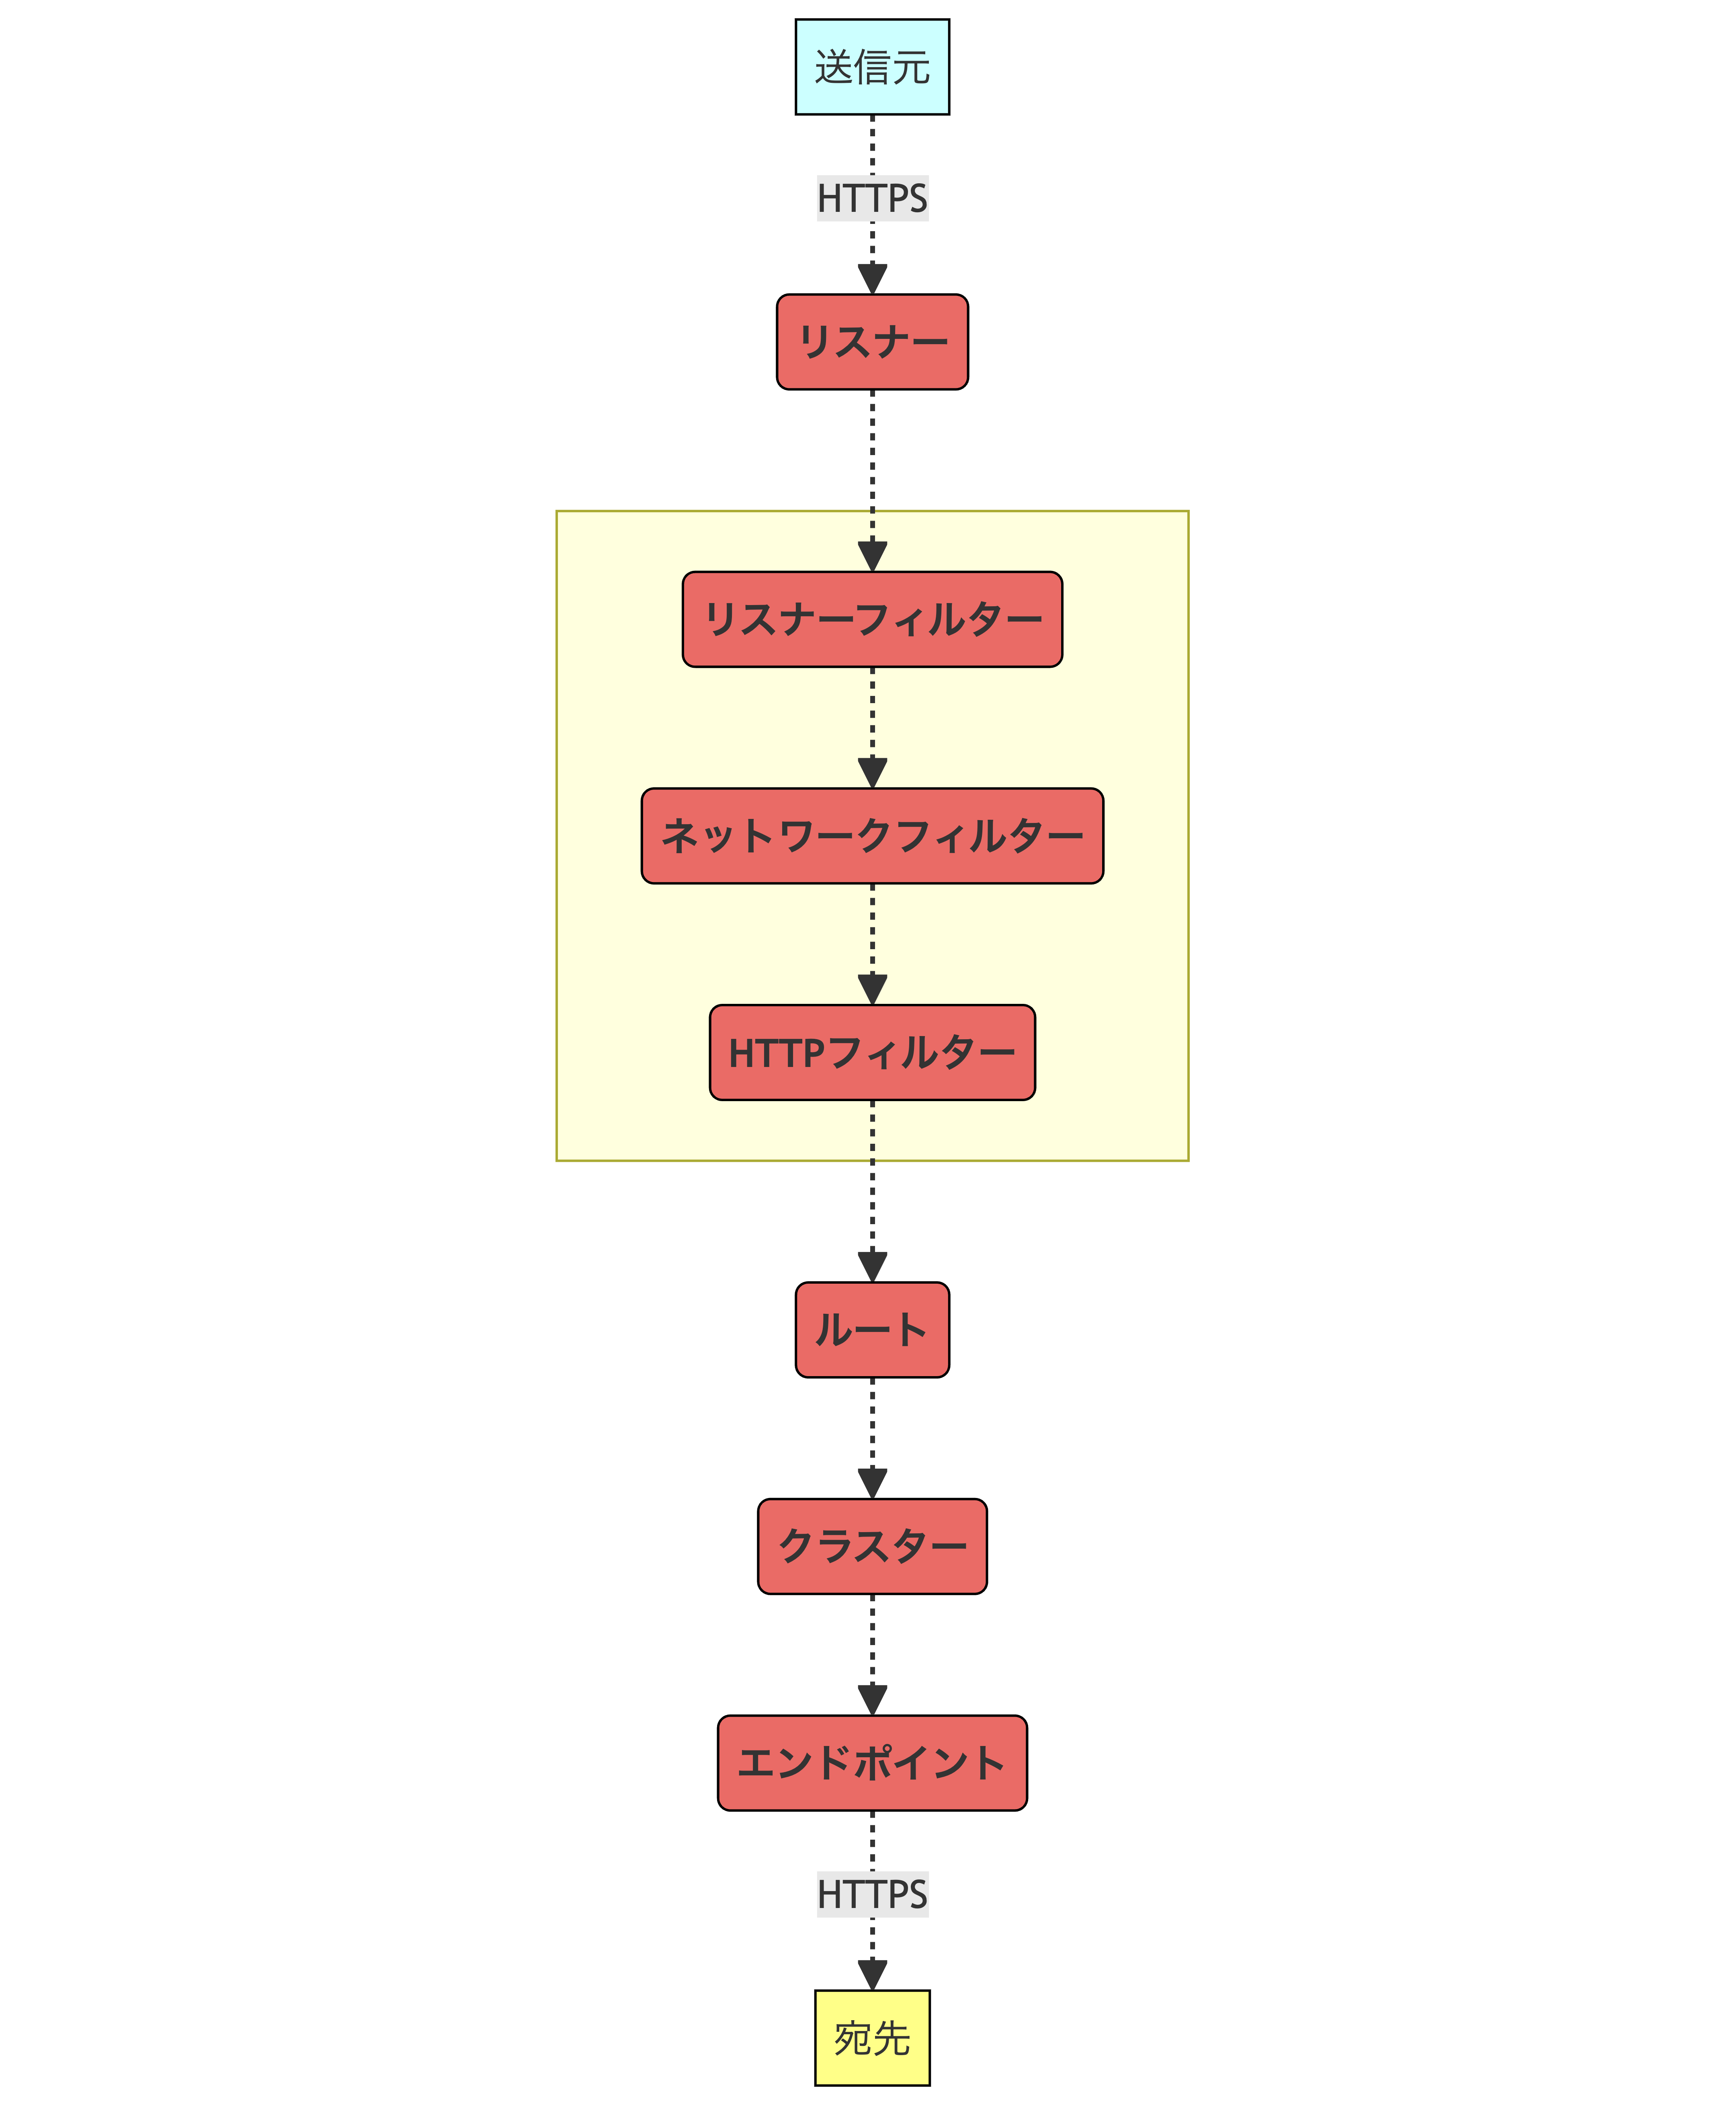 送信元
HTTPS
リスナー
リスナーフィルター
ネットワークフィルター
HTTPフィルター
ルート
クラスター
エンドポイント
HTTPS
宛先